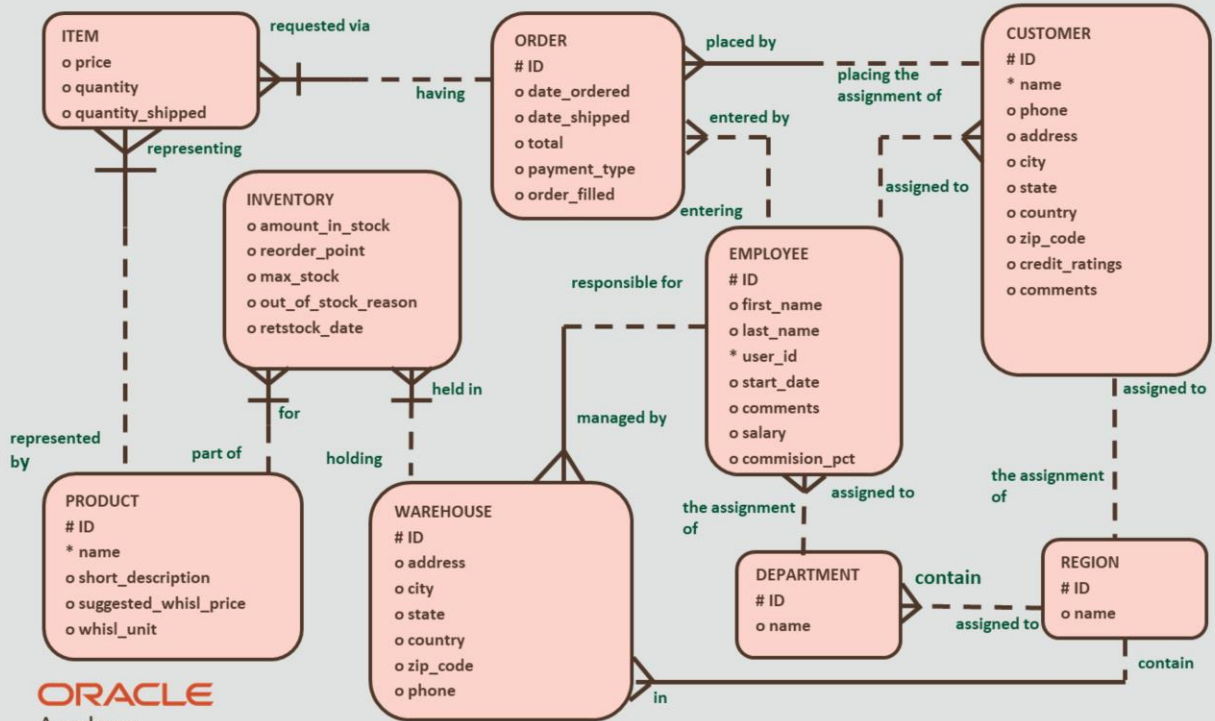 ITEM
o price
o quantity
o quantity_shipped
requested via
having
ORDER
# ID
o date_ordered
o date_shipped
o total
o payment_type
o order_filled
placed by
placing the
assignment of
entered by
entering
CUSTOMER
# ID
* name
o phone
o address
o city
o state
o country
o zip_code
o credit_ratings
o comments
assigned to
representing
represented
by
INVENTORY
o amount_in_stock
o reorder_point
o max_stock
o out_of_stock_reason
o retstock_date
for
part of
held in
holding
EMPLOYEE
# ID
o first_name
o last_name
* user_id
o start_date
o comments
o salary
o commision_pct
responsible for
managed by
assigned to
the assignment
of
assigned to
the assignment
of
PRODUCT
# ID
* name
o short_description
o suggested_whisl_price
o whisl_unit
WAREHOUSE
# ID
o address
o city
o state
o country
o zip_code
o phone
DEPARTMENT
# ID
o name
contain
assigned to
REGION
# ID
o name
contain
in
ORACLE